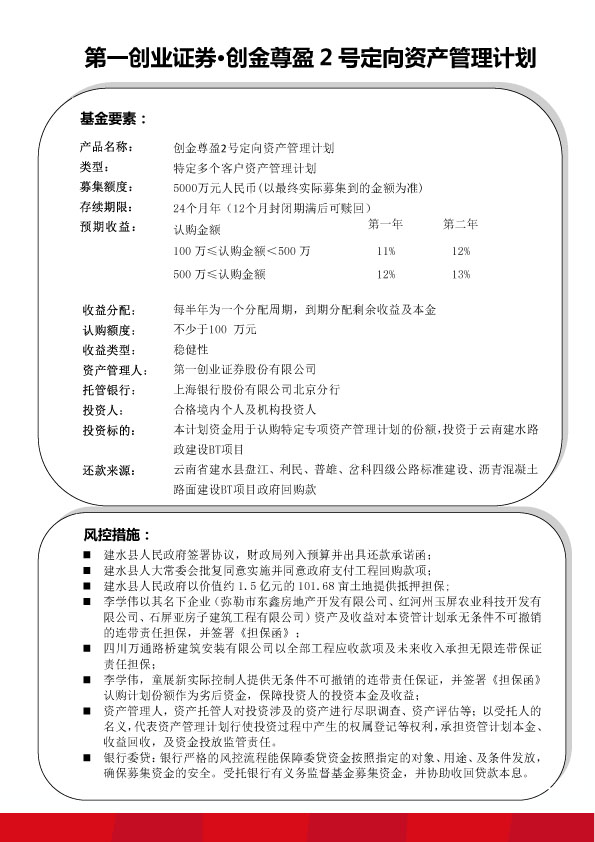 第一创业证券•创金尊盈 2 号定向资产管理计划
基金要素：
产品名称： 创金尊盈2号定向资产管理计划
类型： 特定多个客户资产管理计划
募集额度： 5000万元人民币(以最终实际募集到的金额为准)
存续期限： 24个月年（12个月封闭期满后可赎回）
预期收益： 认购金额 第一年 第二年
100 万≤认购金额＜500 万 11% 12%
500 万≤认购金额 12% 13%
收益分配： 每半年为一个分配周期，到期分配剩余收益及本金
认购额度： 不少于100 万元
收益类型： 稳健性
资产管理人： 第一创业证券股份有限公司
托管银行： 上海银行股份有限公司北京分行
投资人： 合格境内个人及机构投资人
投资标的： 本计划资金用于认购特定专项资产管理计划的份额,投资于云南建水路
政建设BT项目
还款来源： 云南省建水县盘江、利民、普雄、岔科四级公路标准建设、沥青混凝土
路面建设BT项目政府回购款
风控措施：
■ 建水县人民政府签署协议，财政局列入预算并出具还款承诺函；
■ 建水县人大常委会批复同意实施并同意政府支付工程回购款项；
■ 建水县人民政府以价值约 1.5 亿元的 101.68 亩土地提供抵押担保；
■ 李学伟以其名下企业（弥勒市东鑫房地产开发有限公司、红河州玉屏农业科技开发有
限公司、石屏亚房子建筑工程有限公司）资产及收益对本资管计划承无条件不可撤销
的连带责任担保，并签署《担保函》；
■ 四川万通路桥建筑安装有限公司以全部工程应收款项及未来收入承担无限连带保证
责任担保；
■ 李学伟，童展新实际控制人提供无条件不可撤销的连带责任保证，并签署《担保函》
认购计划份额作为劣后资金，保障投资人的投资本金及收益；
■ 资产管理人，资产托管人对投资涉及的资产进行尽职调查、资产评估等；以受托人的
名义,代表资产管理计划行使投资过程中产生的权属登记等权利,承担资管计划本金、
收益回收，及资金投放监管责任。
■ 银行委贷：银行严格的风控流程能保障委贷资金按照指定的对象、用途、及条件发放，
确保募集资金的安全。受托银行有义务监督基金募集资金，并协助收回贷款本息。